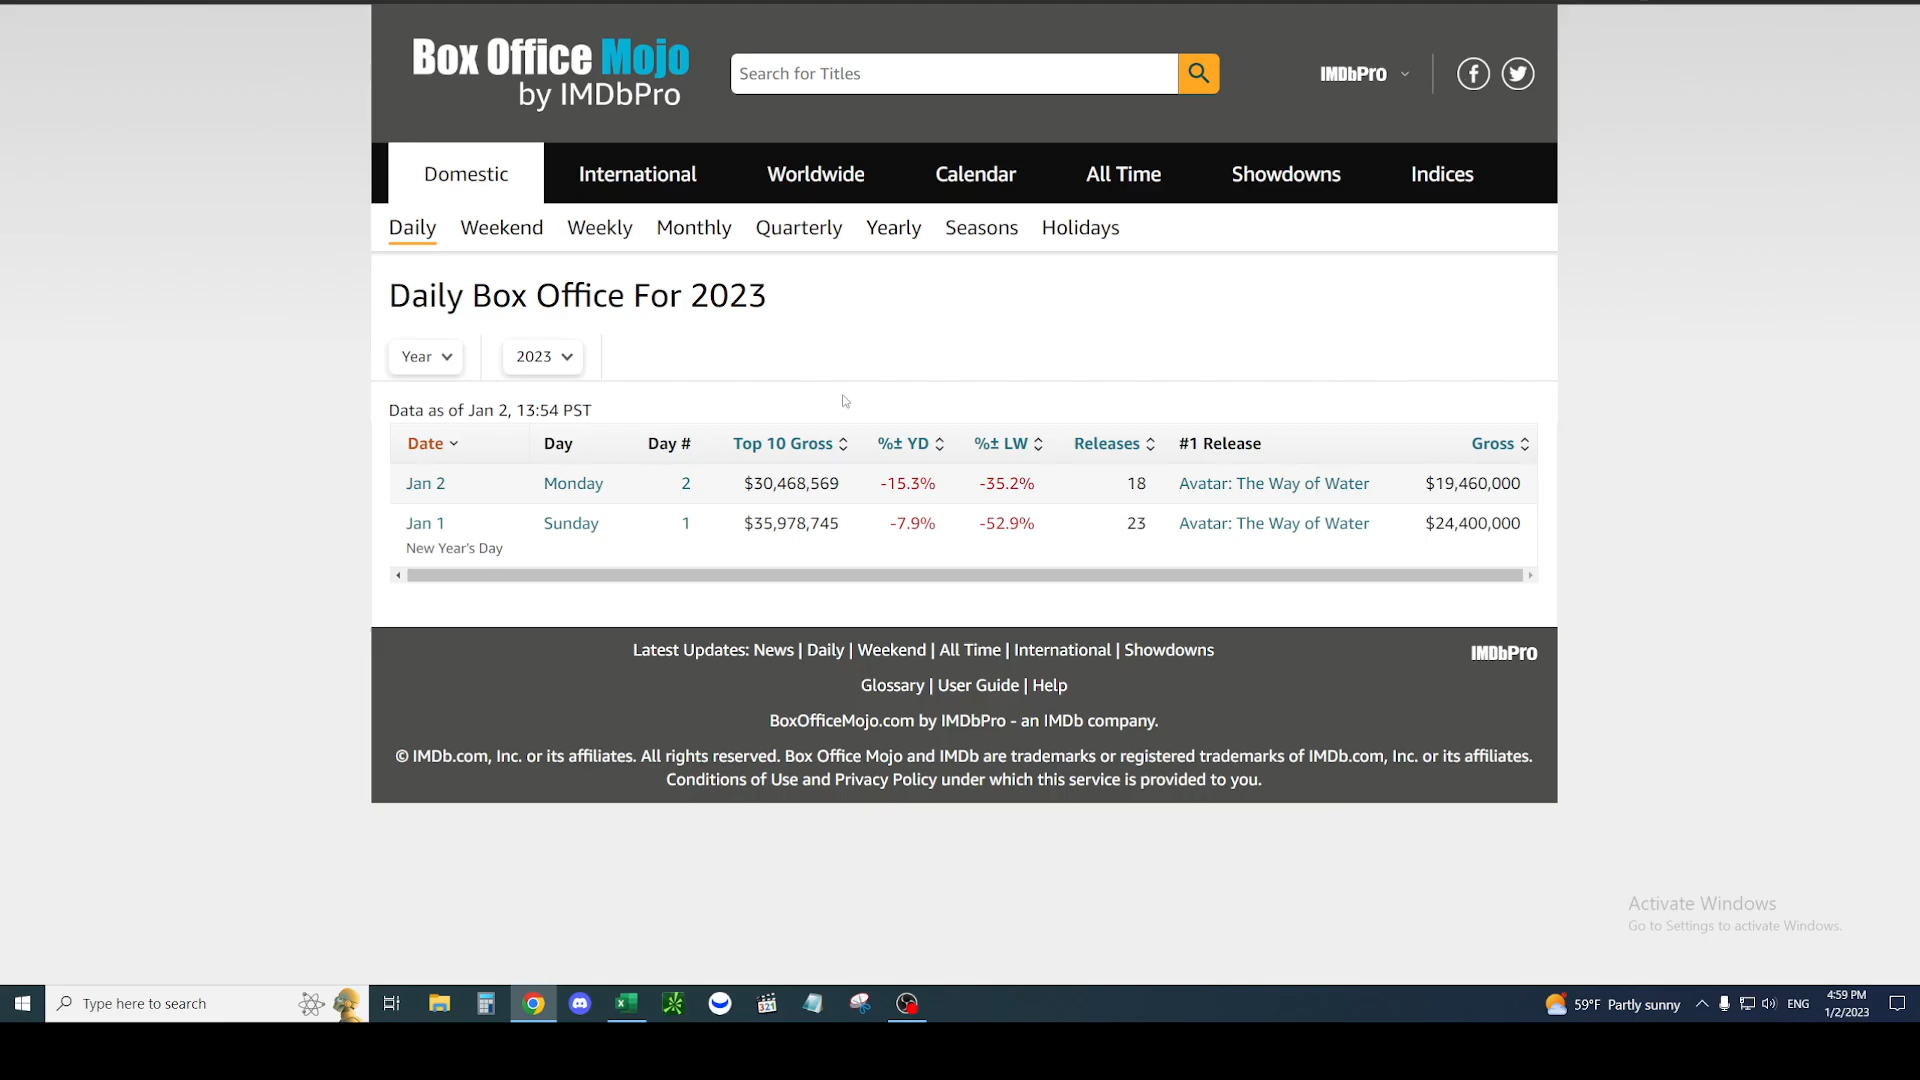 Box Office Mojo
by IMDbPro
Search for Titles
IMDbPro
Domestic International Worldwide Calendar All Time Showdowns Indices
Daily Weekend Weekly Monthly Quarterly Yearly Seasons Holidays
Daily Box Office For 2023
Year 2023
Data as of Jan 2, 13:54 PST
Date Day Day # Top 10 Gross %± YD %± LW Releases #1 Release Gross
Jan 2 Monday 2 $30,468,569 -15.3% -35.2% 18 Avatar: The Way of Water $19,460,000
Jan 1 Sunday 1 $35,978,745 -7.9% -52.9% 23 Avatar: The Way of Water $24,400,000
New Year's Day
Latest Updates: News | Daily | Weekend | All Time | International | Showdowns
IMDbPro
Glossary | User Guide | Help
BoxOfficeMojo.com by IMDbPro - an IMDb company.
© IMDb.com, Inc. or its affiliates. All rights reserved. Box Office Mojo and IMDb are trademarks or registered trademarks of IMDb.com, Inc. or its affiliates.
Conditions of Use and Privacy Policy under which this service is provided to you.
Activate Windows
Go to Settings to activate Windows.
Type here to search
321
59°F Partly sunny
ENG
4:59 PM
1/2/2023